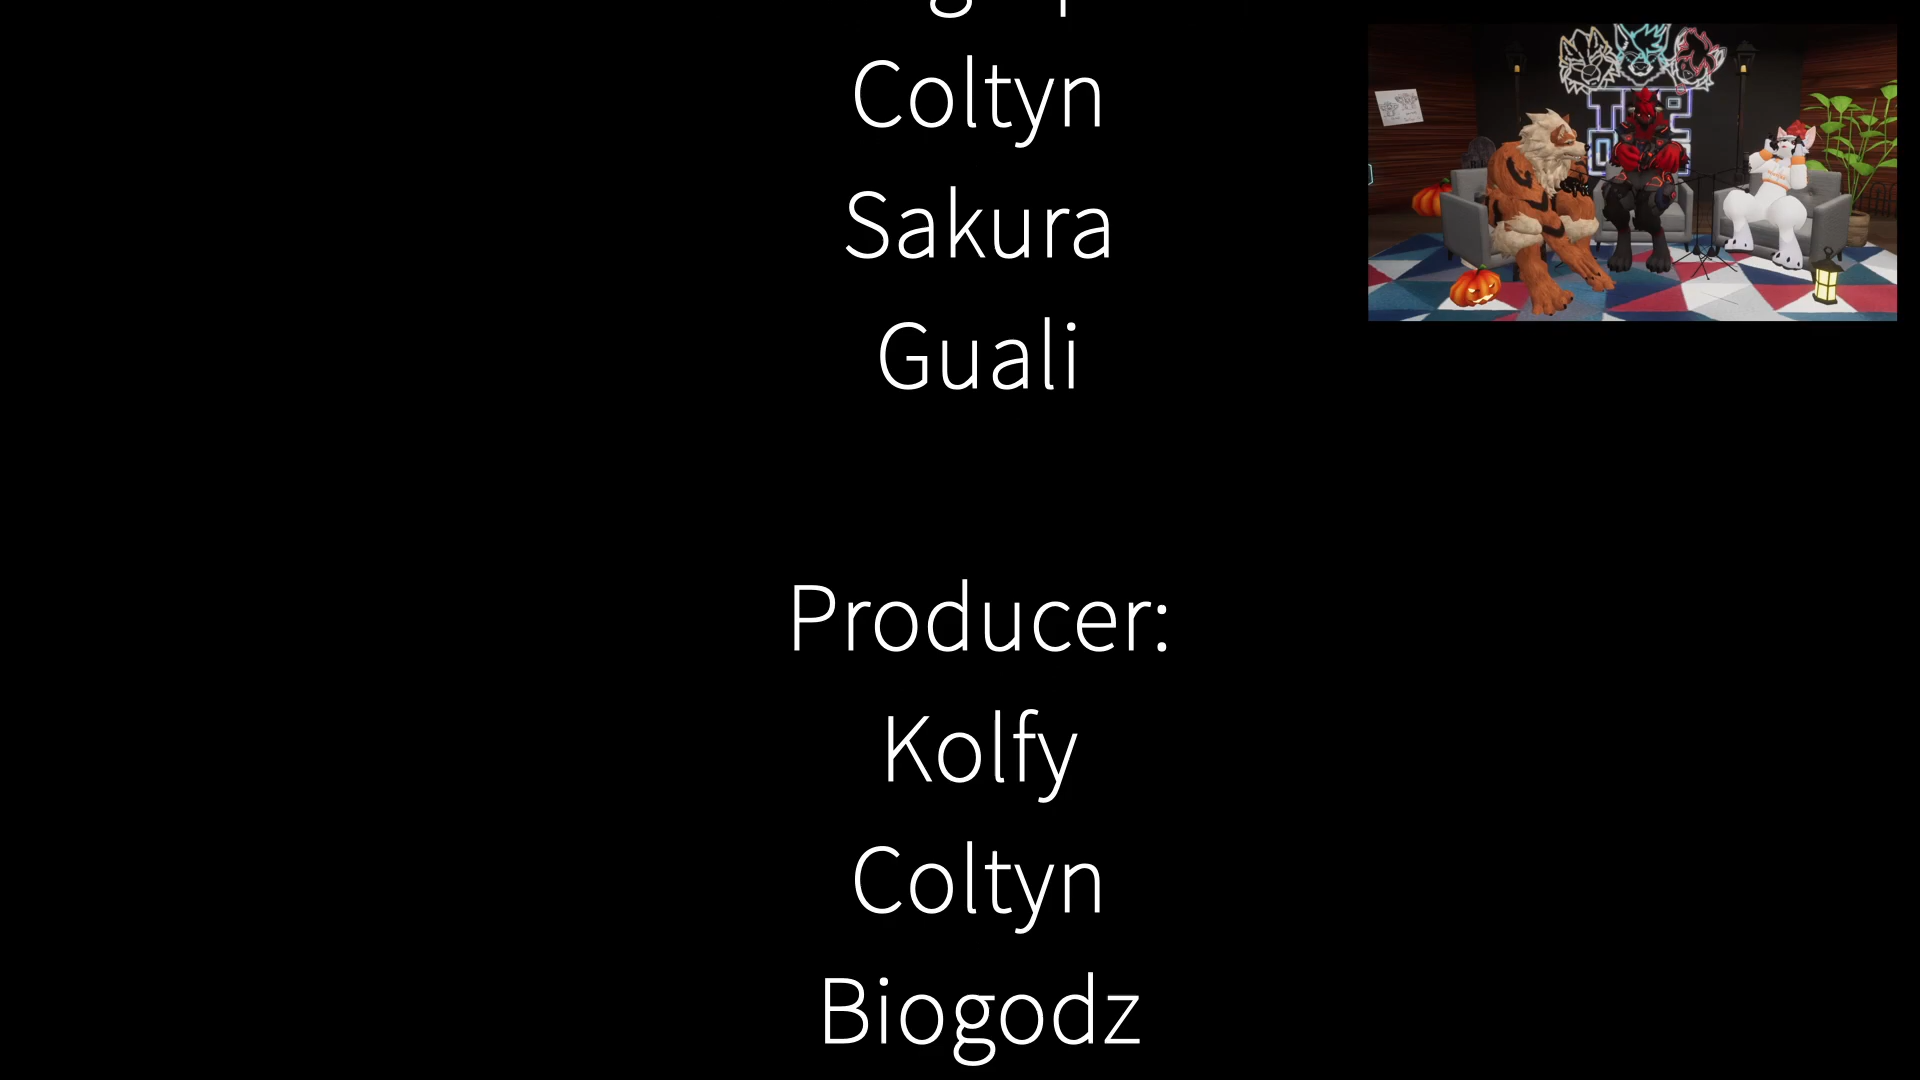 Coltyn
Sakura
Guali
Producer:
Kolfy
Coltyn
Biogodz